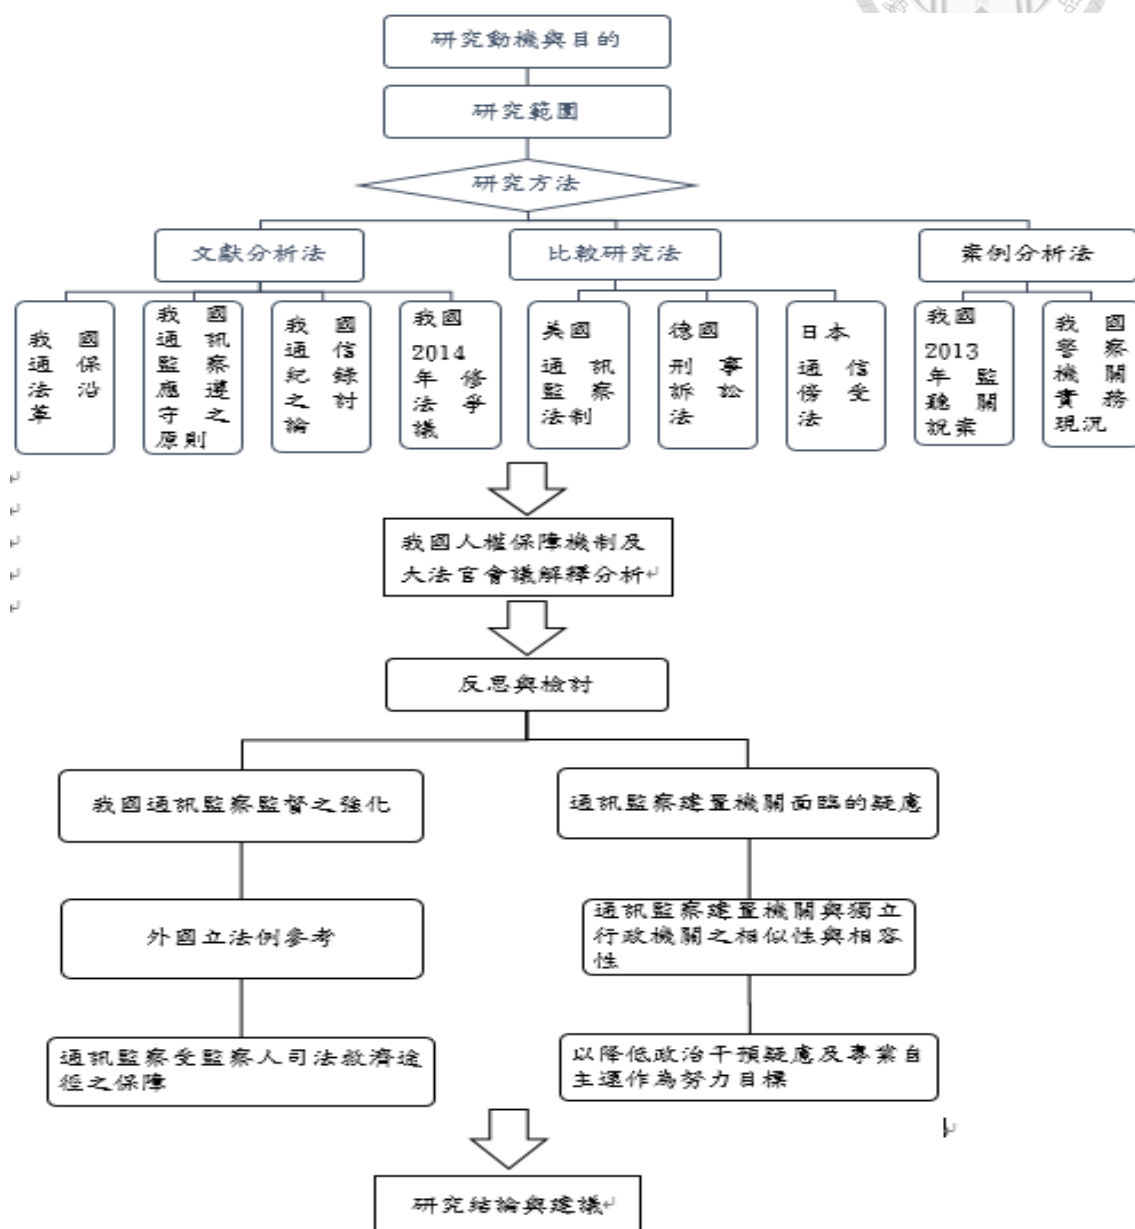 研究動機與目的
研究範圍
研究方法
文獻分析法
比較研究法
案例分析法
我國
通保
法沿
革
我國
通訊
監察
應遵
守之
原則
我國
通信
紀錄
之討
論
我國
2014
年修
法爭
議
美國
通訊
監察
法制
德國
刑事
訴訟
法
日本
通信
傍受
法
我國
2013
年監
聽關
說案
我國
警察
機關
實務
現況
我國人權保障機制及
大法官會議解釋分析
反思與檢討
我國通訊監察監督之強化
通訊監察建置機關面臨的疑慮
外國立法例參考
通訊監察建置機關與獨立
行政機關之相似性與相容
性
通訊監察受監察人司法救濟途
徑之保障
以降低政治干預疑慮及專業自
主運作為努力目標
研究結論與建議